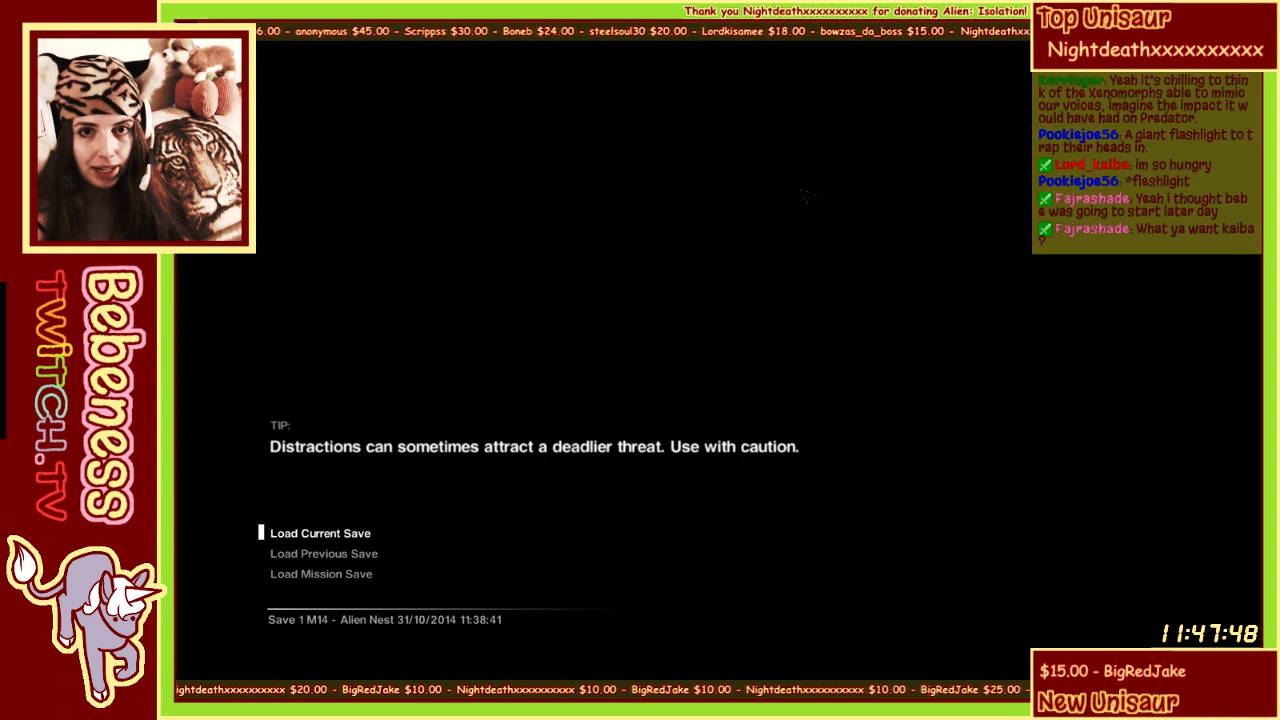 Thank you Nightdeathxxxxxxxxxx for donating Alien: Isolation!
6.00 - anonymous $45.00 - Scrippss $30.00 - Boneb $24.00 - steelsoul30 $20.00 - Lordkisamee $18.00 - bowzas_da_boss $15.00 - Nightdeathxx
Top Unisaur
Nightdeathxxxxxxxxxx
Kerringer: Yeah it's chilling to thin
k of the Xenomorphs able to mimic
our voices, imagine the impact it w
ould have had on Predator.
Pookiejoe56: A giant flashlight to t
rap their heads in.
Lord_kaiba: im so hungry
Pookiejoe56: *fleshlight
Fajrashade: Yeah i thought beb
e was going to start later day
Fajrashade: What ya want kaiba
?
Bebeness
TWITCH.TV
TIP:
Distractions can sometimes attract a deadlier threat. Use with caution.
Load Current Save
Load Previous Save
Load Mission Save
Save 1 M14 - Alien Nest 31/10/2014 11:38:41
11:47:48
$15.00 - BigRedJake
New Unisaur
ightdeathxxxxxxxxxx $20.00 - BigRedJake $10.00 - Nightdeathxxxxxxxxxx $10.00 - BigRedJake $10.00 - Nightdeathxxxxxxxxxx $10.00 - BigRedJake $25.00 -